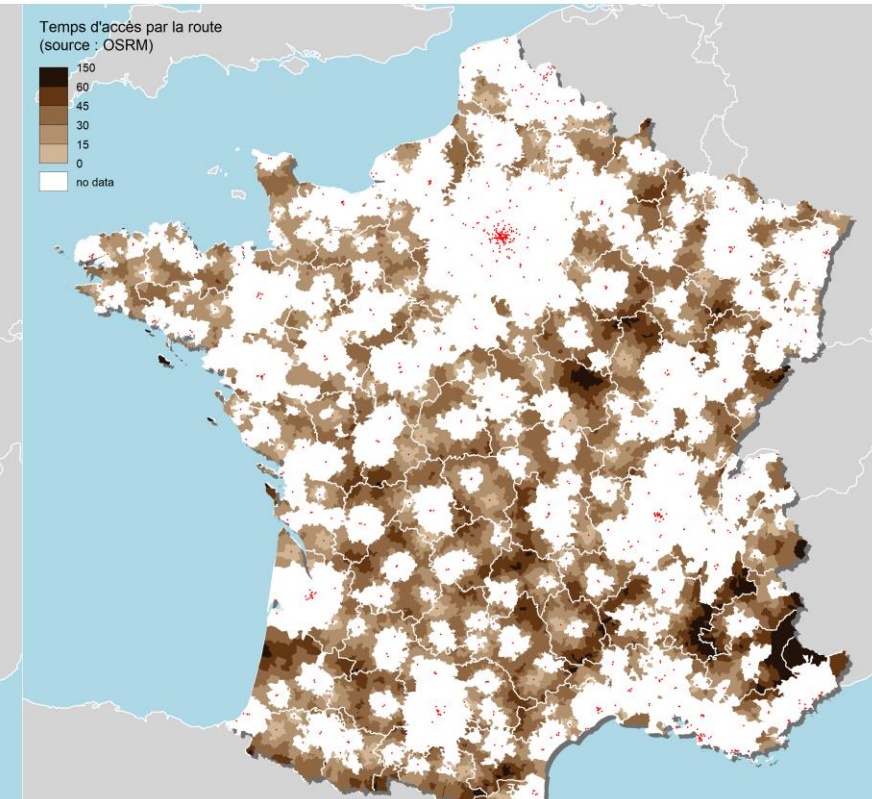 Temps d'accès par la route
(source : OSRM)
150
60
45
30
15
0
no data